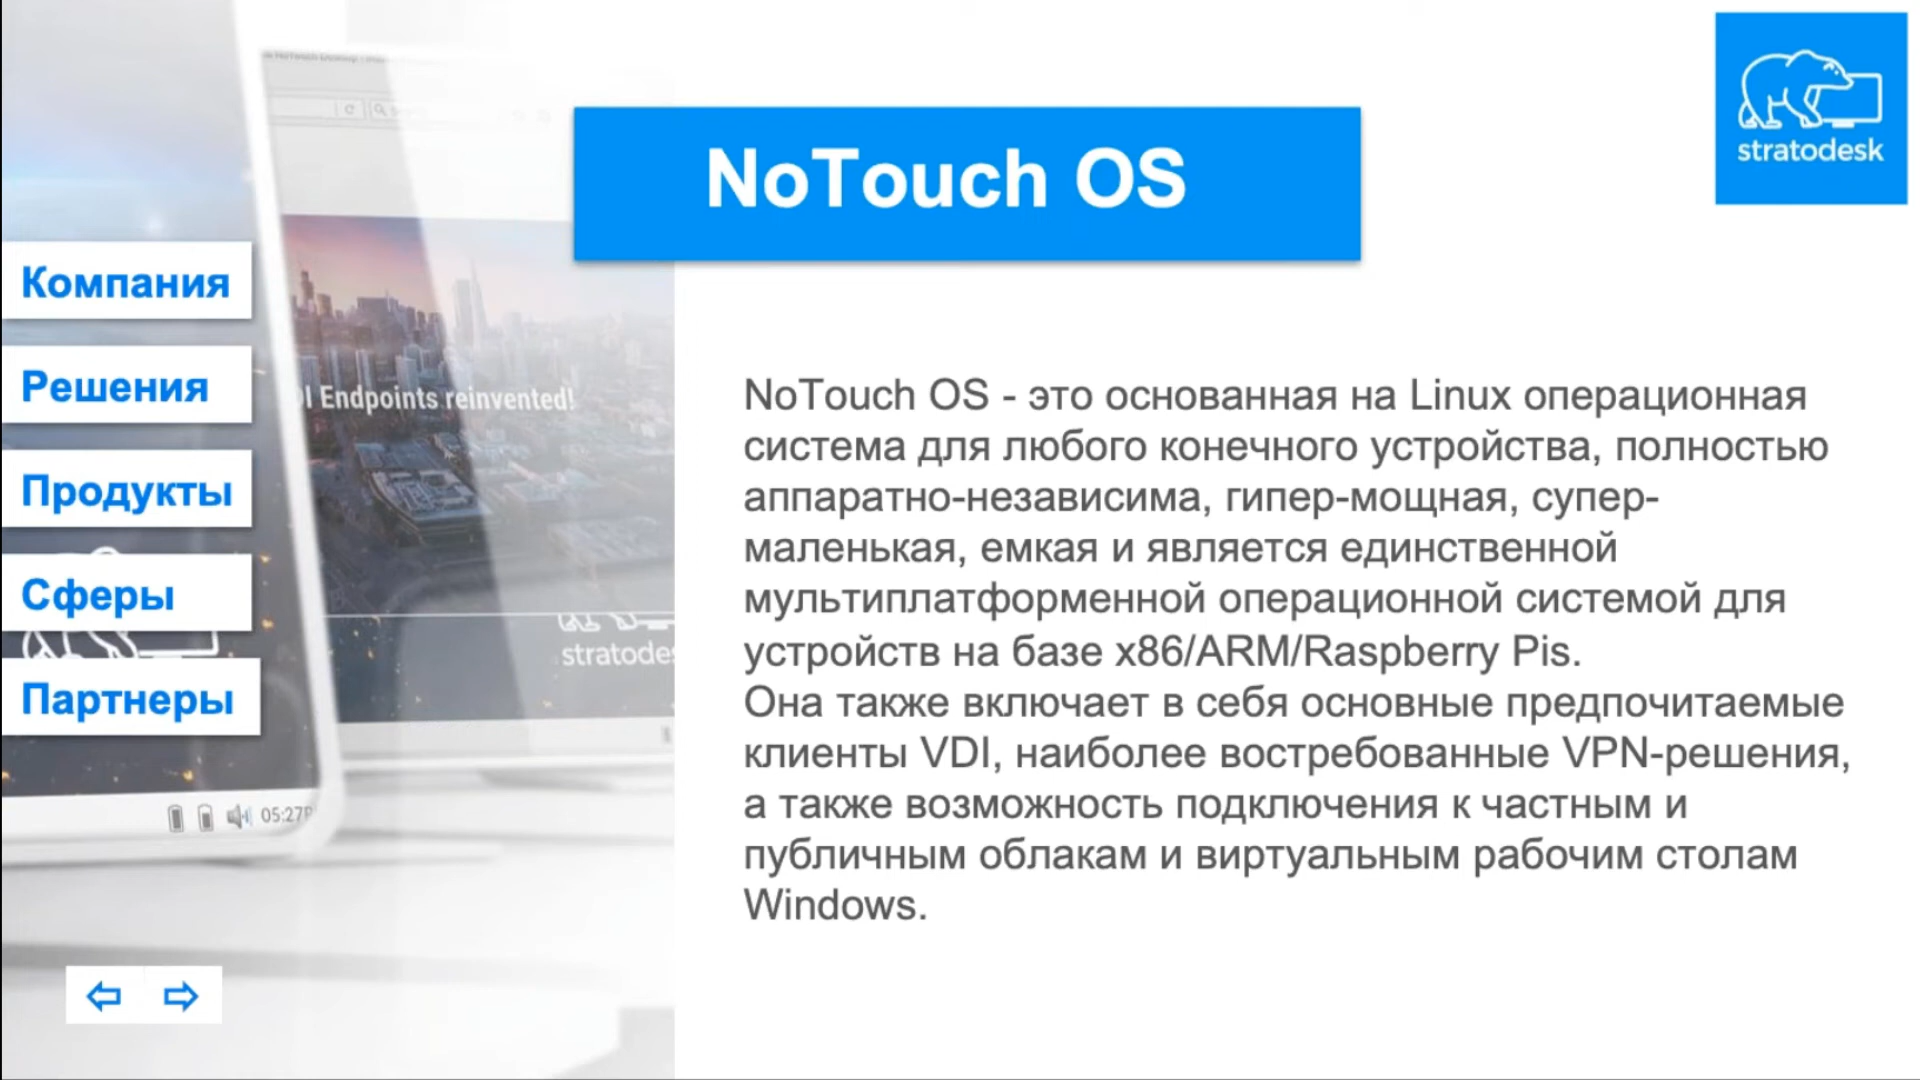 stratodesk
NoTouch OS
Компания
Решения
Продукты
Сферы
Партнеры
Endpoints reinvented!
05:27P
NoTouch OS - это основанная на Linux операционная
система для любого конечного устройства, полностью
аппаратно-независима, гипер-мощная, супер-
маленькая, емкая и является единственной
мультиплатформенной операционной системой для
устройств на базе x86/ARM/Raspberry Pis.
Она также включает в себя основные предпочитаемые
клиенты VDI, наиболее востребованные VPN-решения,
а также возможность подключения к частным и
публичным облакам и виртуальным рабочим столам
Windows.